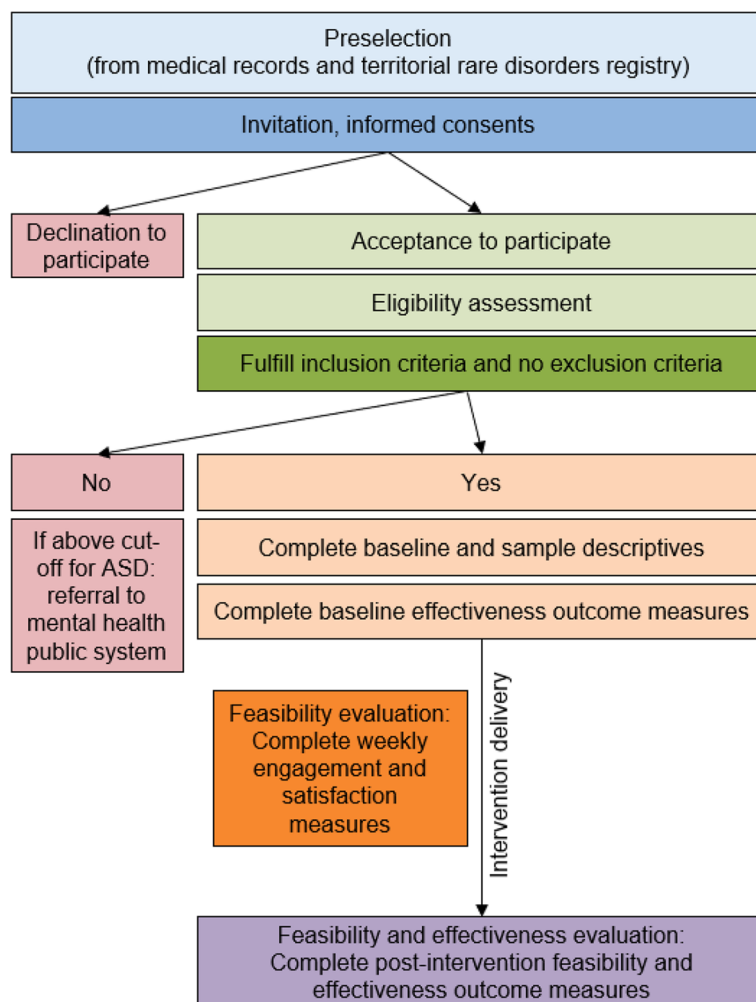 Preselection
(from medical records and territorial rare disorders registry)
Invitation, informed consents
Declination to
participate
Acceptance to participate
Eligibility assessment
Fulfill inclusion criteria and no exclusion criteria
No
Yes
If above cut-
off for ASD:
referral to
mental health
public system
Complete baseline and sample descriptives
Complete baseline effectiveness outcome measures
Feasibility evaluation:
Complete weekly
engagement and
satisfaction
measures
Intervention delivery
Feasibility and effectiveness evaluation:
Complete post-intervention feasibility and
effectiveness outcome measures